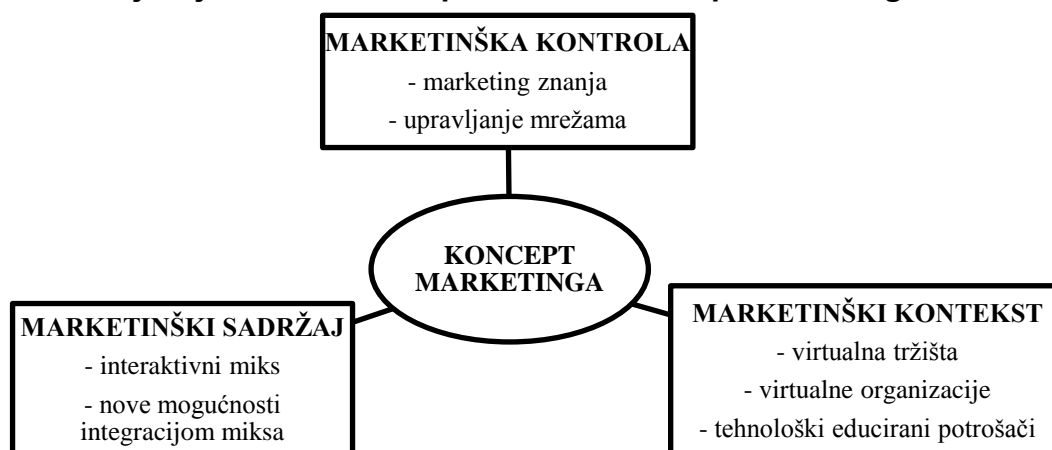 MARKETINŠKA KONTROLA
- marketing znanja
- upravljanje mrežama
KONCEPT
MARKETINGA
MARKETINŠKI SADRŽAJ
- interaktivni miks
- nove mogućnosti
integracijom miksa
MARKETINŠKI KONTEKST
- virtualna tržišta
- virtualne organizacije
- tehnološki educirani potrošači